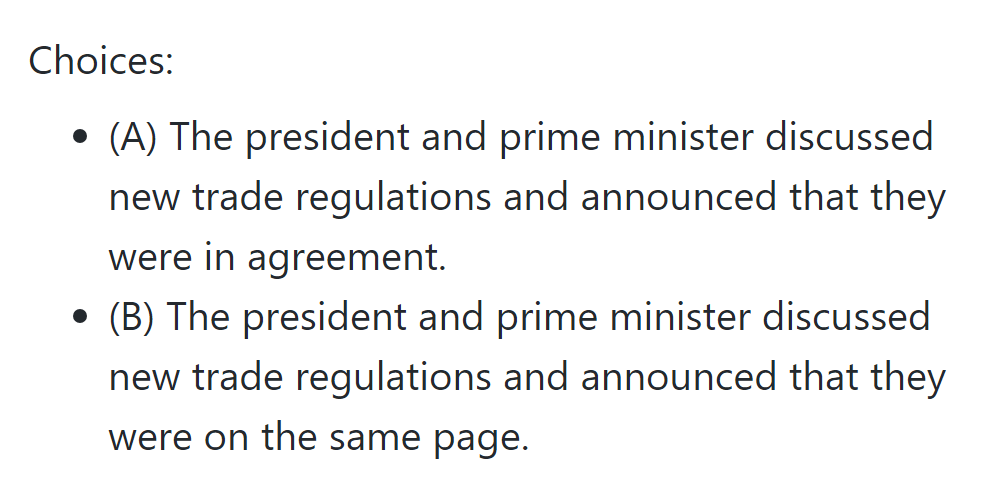 Choices:
• (A) The president and prime minister discussed
new trade regulations and announced that they
were in agreement.
• (B) The president and prime minister discussed
new trade regulations and announced that they
were on the same page.